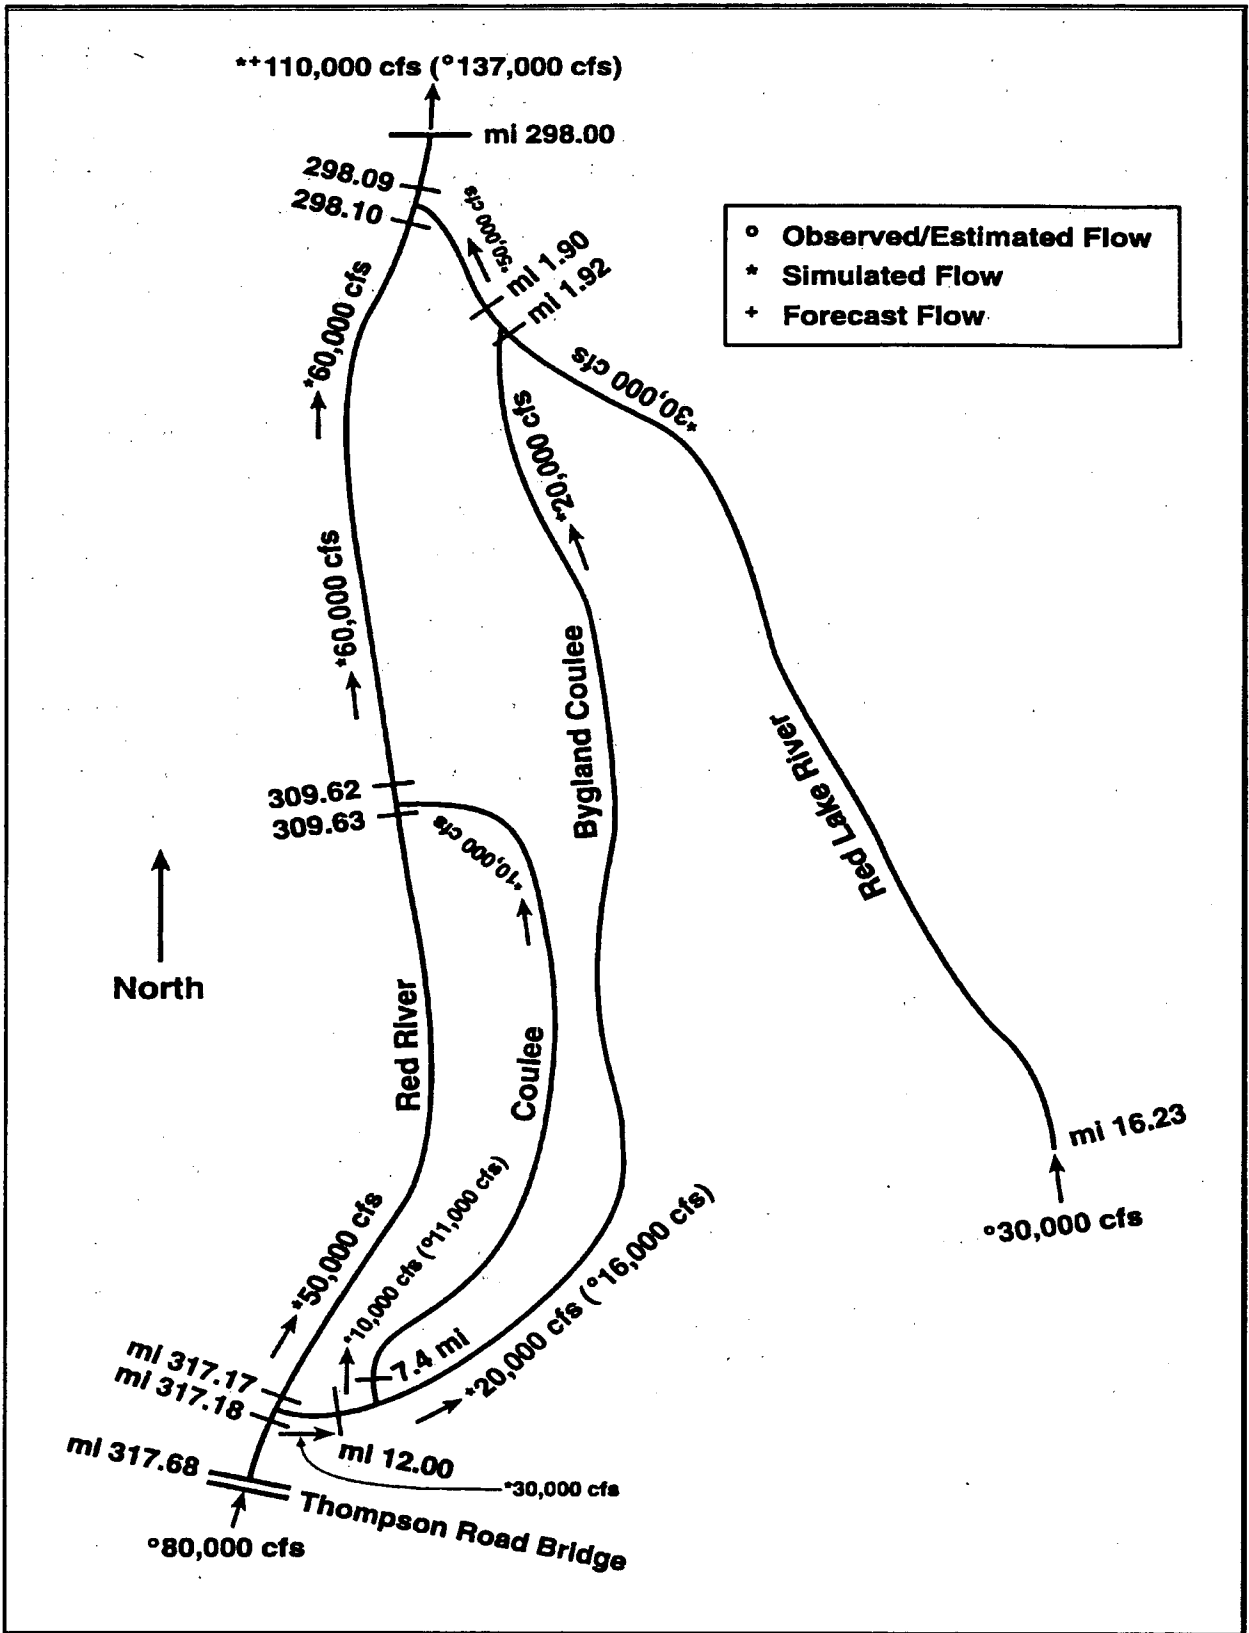 *+110,000 cfs (°137,000 cfs)
mi 298.00
298.09
298.10
*50,000 cfs
mi 1.90
mi 1.92
° Observed/Estimated Flow
* Simulated Flow
+ Forecast Flow
*60,000 cfs
*30,000 cfs
*20,000 cfs
*60,000 cfs
Bygland Coulee
Red Lake River
309.62
309.63
*10,000 cfs
North
Red River
Coulee
mi 16.23
°30,000 cfs
*50,000 cfs
*10,000 cfs (°11,000 cfs)
*20,000 cfs (°16,000 cfs)
7.4 mi
mi 317.17
mi 317.18
mi 12.00
mi 317.68
*30,000 cfs
Thompson Road Bridge
°80,000 cfs